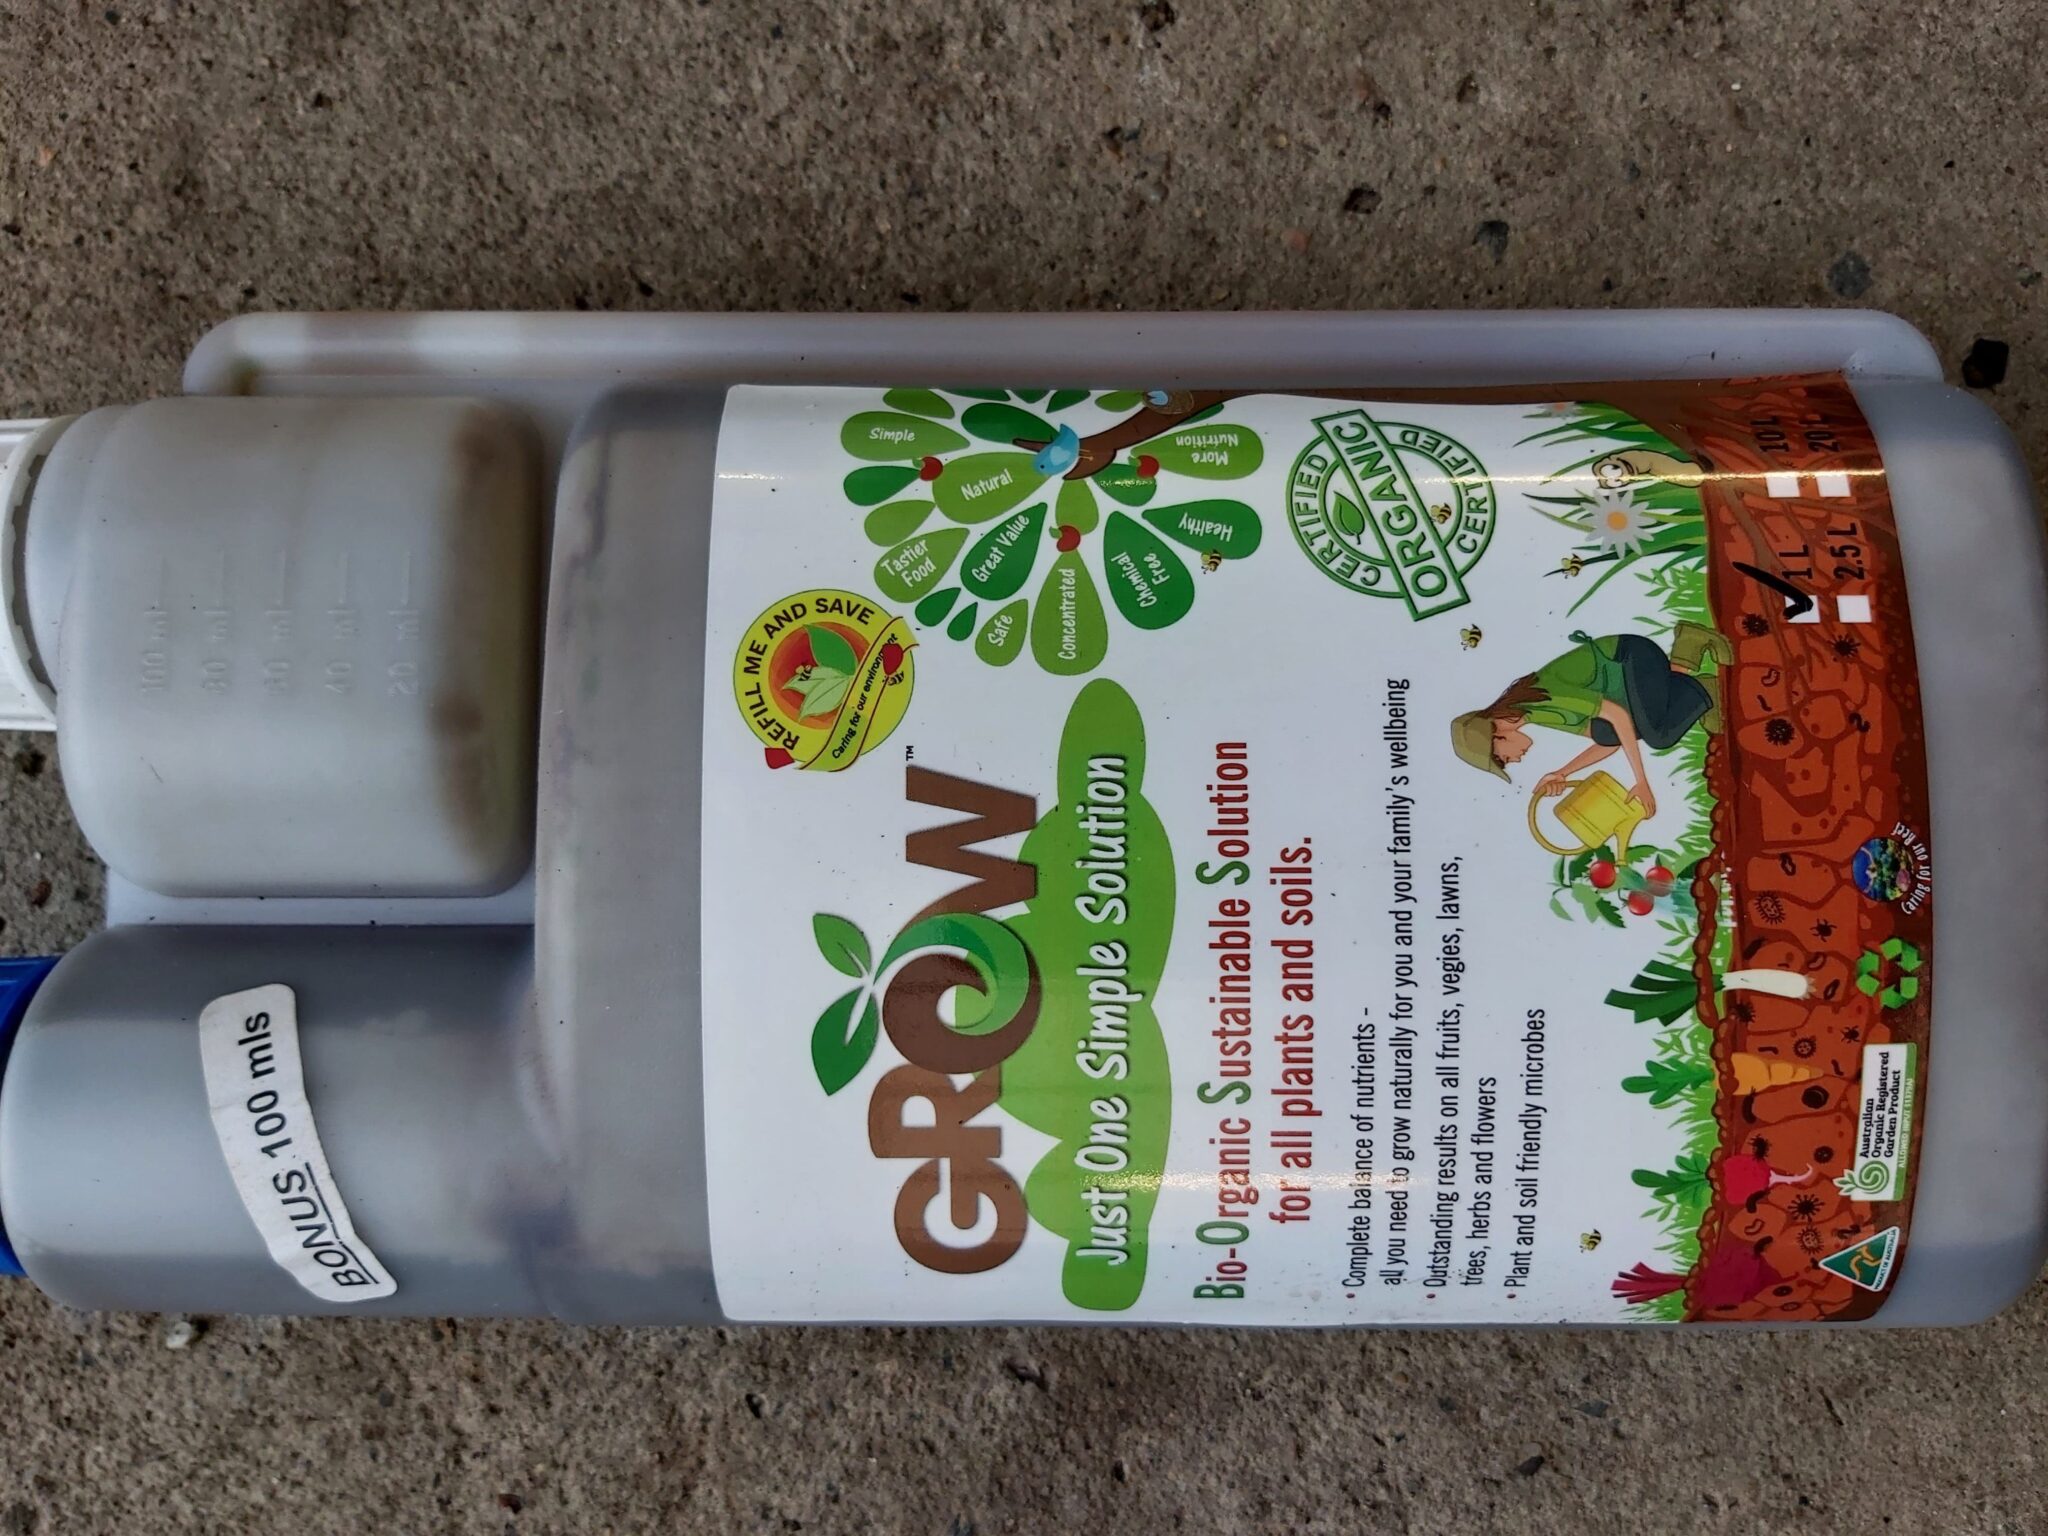 BONUS 100 mls
100 ml
80 ml
60 ml
40 ml
20 ml
REFILL ME AND SAVE
Caring for our environment
Simple
Natural
More
Nutrition
Tastier
Food
Great Value
Healthy
Safe
Concentrated
Chemical
Free
GROW™
Just One Simple Solution
CERTIFIED
ORGANIC
CERTIFIED
Bio-Organic Sustainable Solution
for all plants and soils.
• Complete balance of nutrients -
all you need to grow naturally for you and your family's wellbeing
• Outstanding results on all fruits, vegies, lawns,
trees, herbs and flowers
• Plant and soil friendly microbes
1 L
10 L
2.5 L
20 L
Caring for our Reef
Australian
Organic Registered
Garden Product